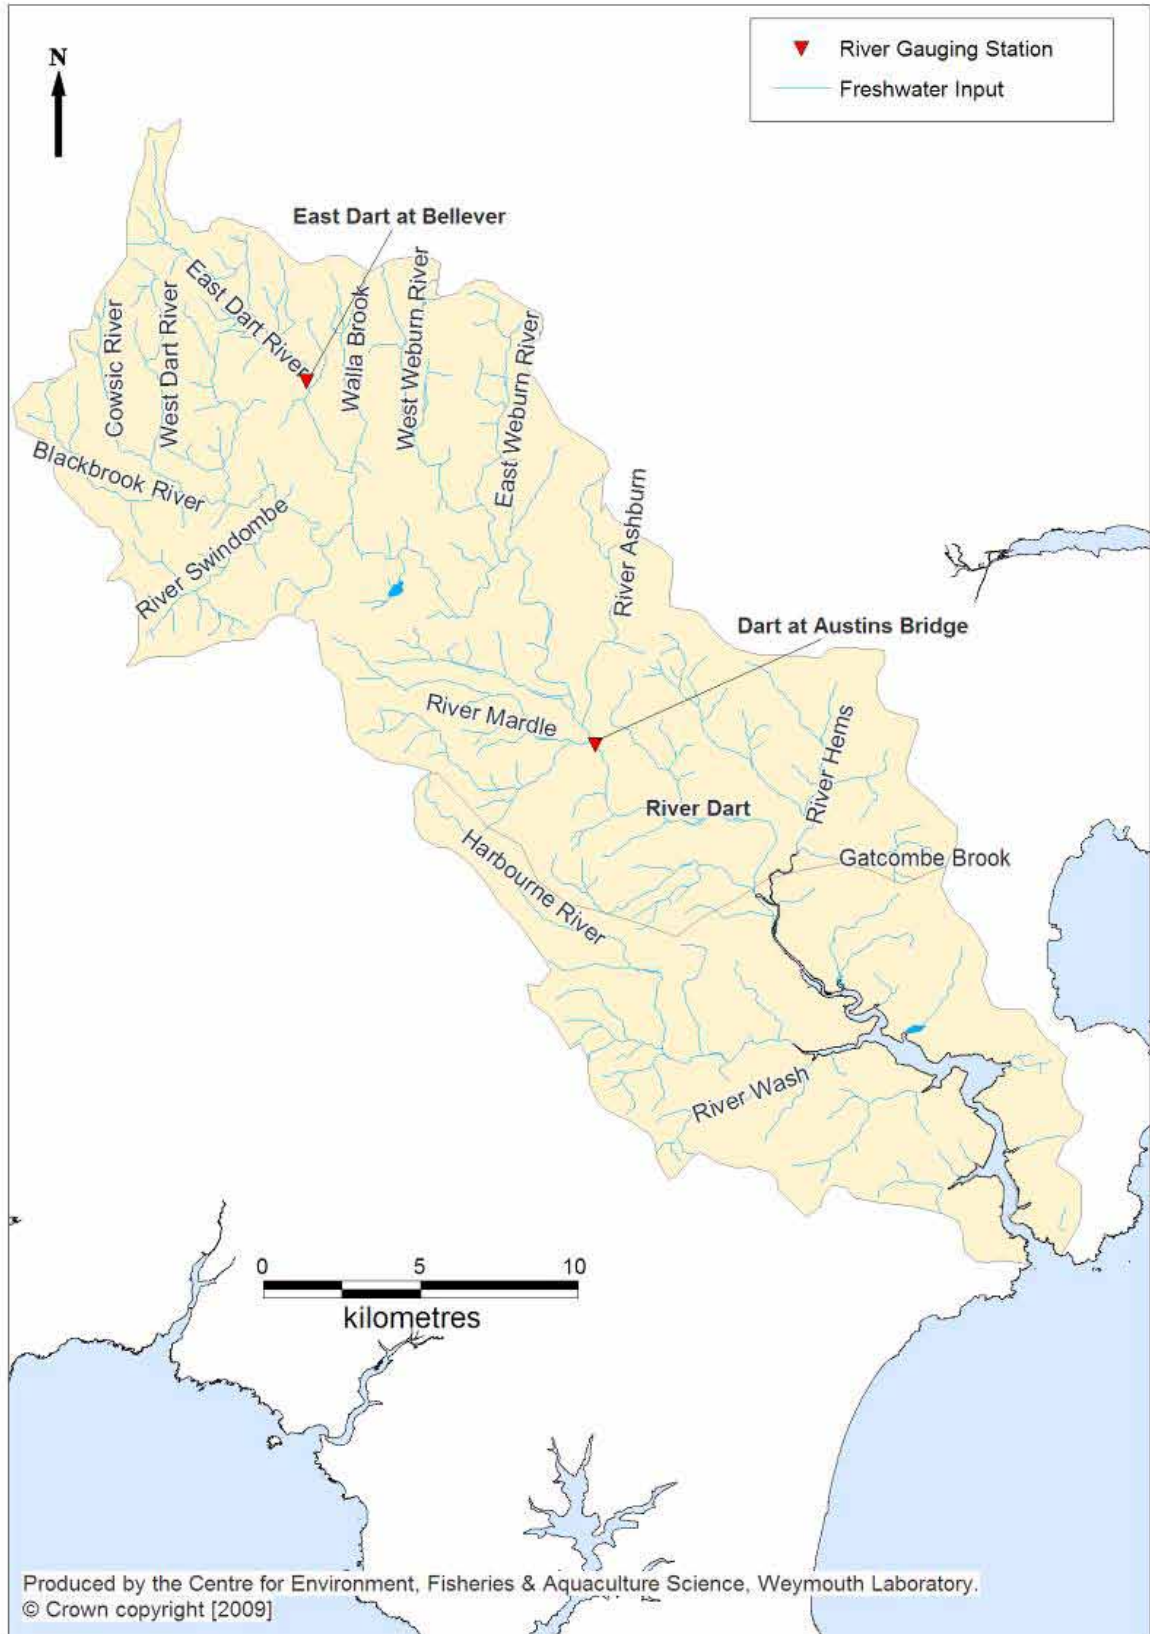 N
River Gauging Station
Freshwater Input
East Dart at Bellever
East Dart River
Cowsic River
West Dart River
Walla Brook
West Weburn River
East Weburn River
Blackbrook River
River Swindombe
River Ashburn
Dart at Austins Bridge
River Mardle
River Hems
River Dart
Harbourne River
Gatcombe Brook
River Wash
0 5 10
kilometres
Produced by the Centre for Environment, Fisheries & Aquaculture Science, Weymouth Laboratory.
© Crown copyright [2009]